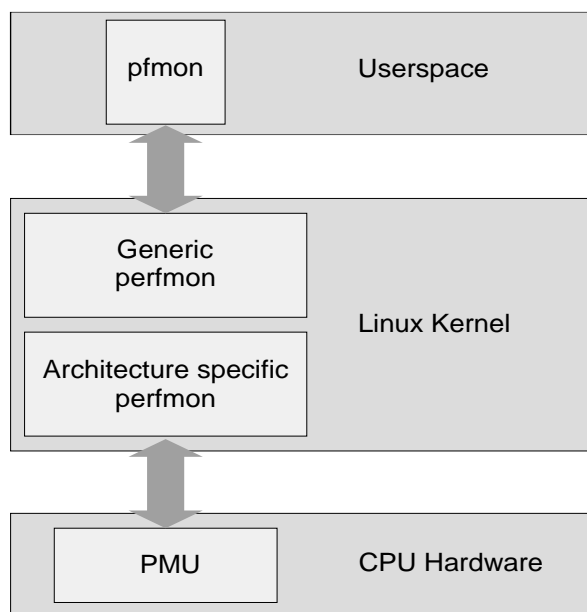 pfmon
Userspace
Generic
perfmon
Linux Kernel
Architecture specific
perfmon
PMU
CPU Hardware